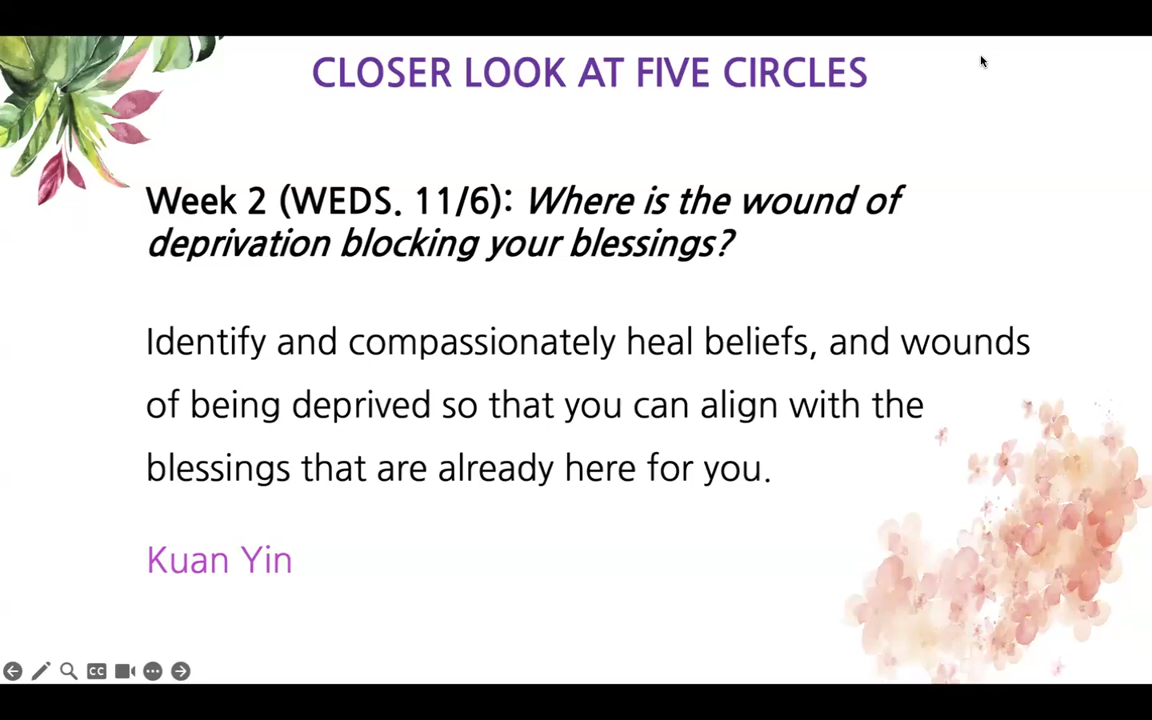 CLOSER LOOK AT FIVE CIRCLES
Week 2 (WEDS. 11/6): Where is the wound of
deprivation blocking your blessings?
Identify and compassionately heal beliefs, and wounds
of being deprived so that you can align with the
blessings that are already here for you.
Kuan Yin
CC